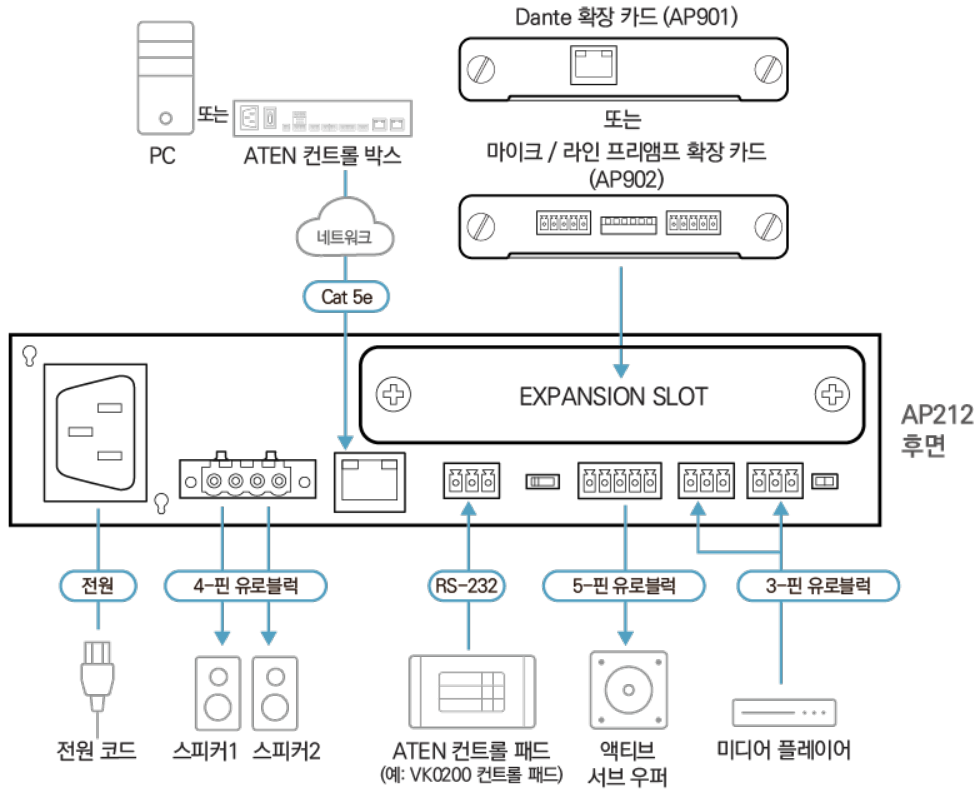 Dante 확장 카드 (AP901)
또는
또는
PC
ATEN 컨트롤 박스
마이크 / 라인 프리앰프 확장 카드
(AP902)
네트워크
Cat 5e
EXPANSION SLOT
AP212
후면
전원
4-핀 유로블럭
RS-232
5-핀 유로블럭
3-핀 유로블럭
전원 코드
스피커1
스피커2
ATEN 컨트롤 패드
(예: VK0200 컨트롤 패드)
액티브
서브 우퍼
미디어 플레이어